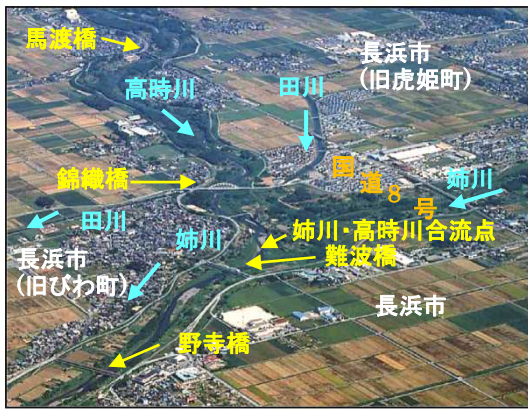 馬渡橋
長浜市
(旧虎姫町)
高時川
田川
国道8号
姉川
錦織橋
田川
姉川
姉川・高時川合流点
難波橋
長浜市
(旧びわ町)
長浜市
野寺橋